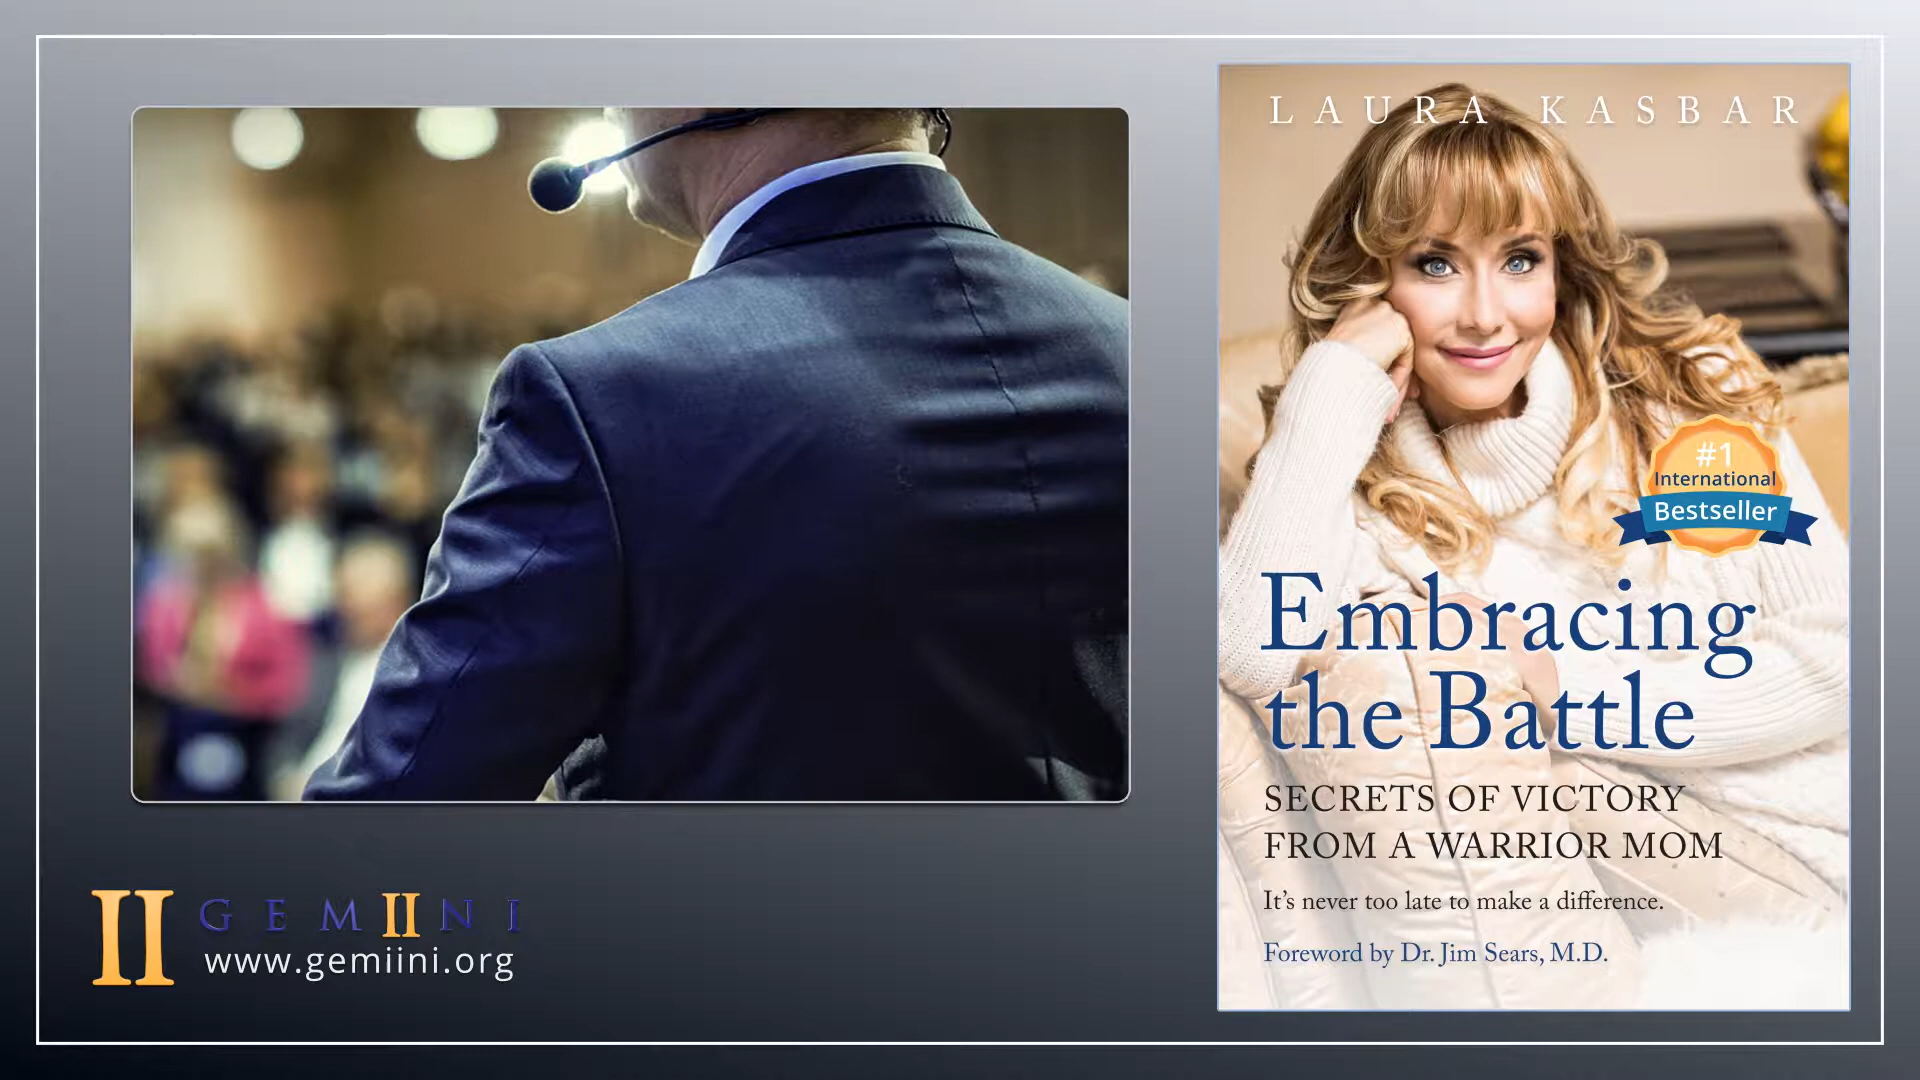 LAURA KASBAR
#1
International
Bestseller
Embracing
the Battle
SECRETS OF VICTORY
FROM A WARRIOR MOM
It's never too late to make a difference.
Foreword by Dr. Jim Sears, M.D.
II GEMIINI
www.gemiini.org